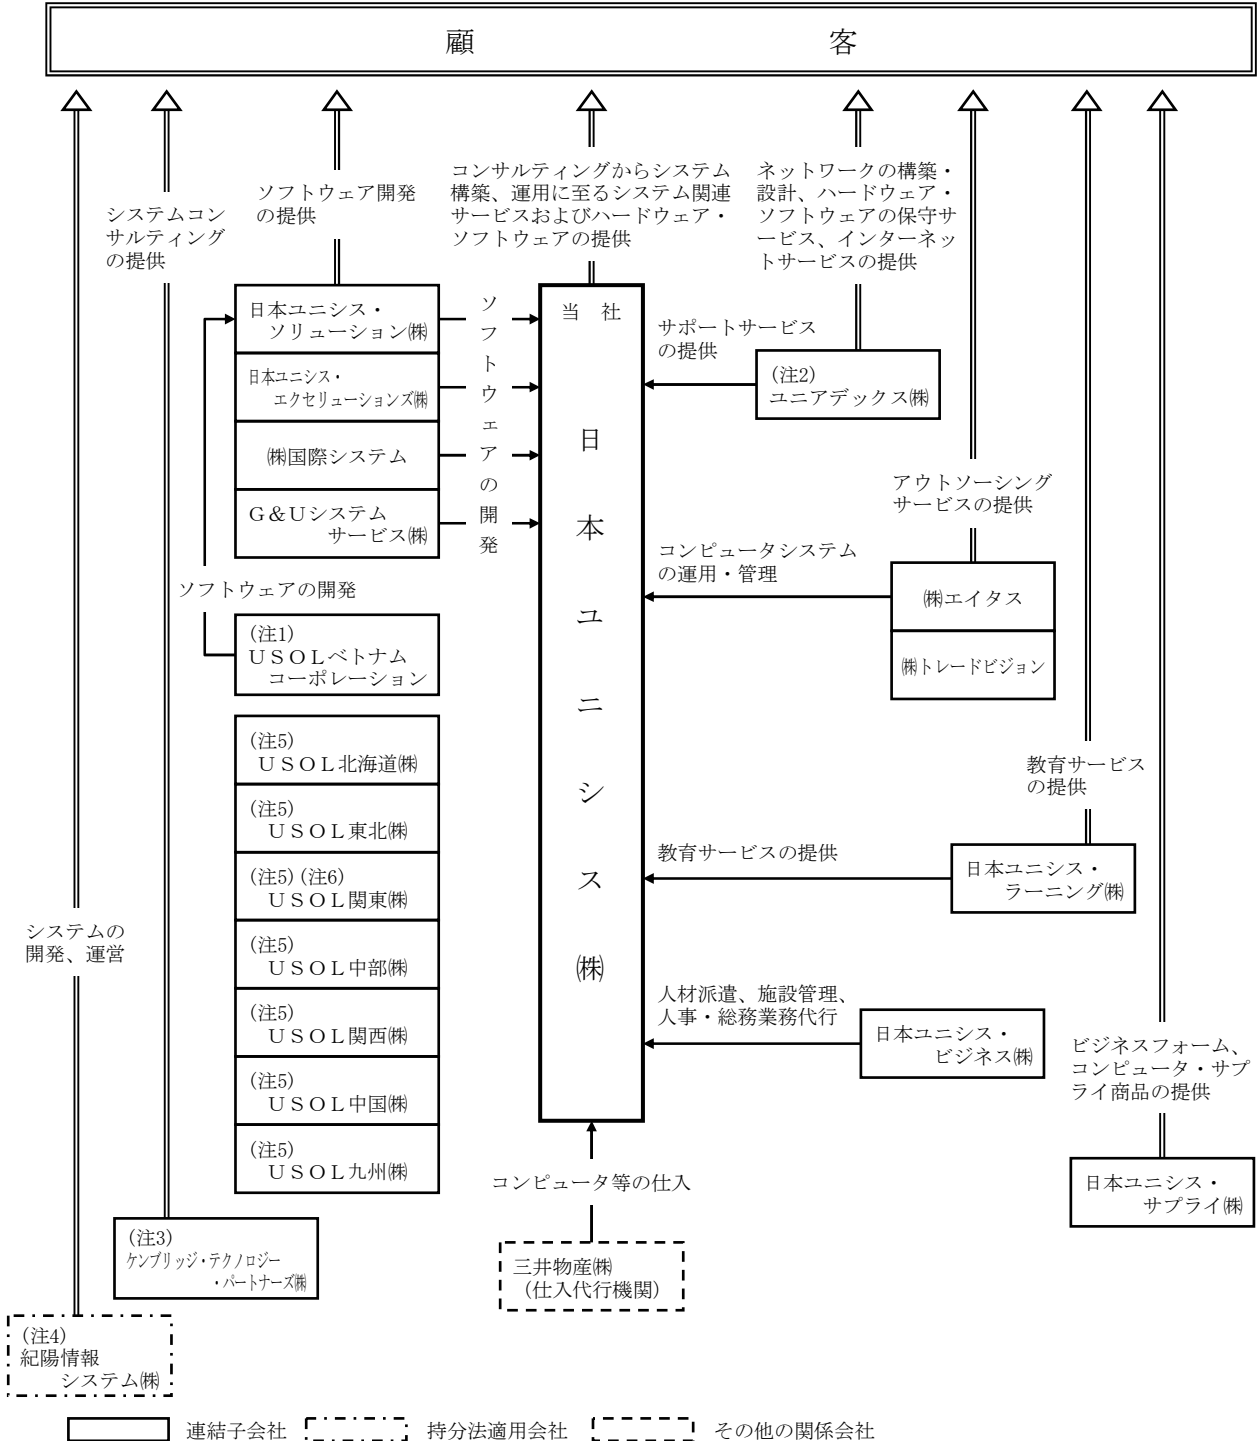 顧客
コンサルティングからシステム
構築、運用に至るシステム関連
サービスおよびハードウェア・
ソフトウェアの提供
ネットワークの構築・
設計、ハードウェア・
ソフトウェアの保守サ
ービス、インターネッ
トサービスの提供
ソフトウェア開発
の提供
システムコン
サルティング
の提供
日本ユニシス・
ソリューション㈱
日本ユニシス・
エクセリューションズ㈱
㈱国際システム
G&Uシステム
サービス㈱
ソフトウェアの開発
当社
日本ユニシス㈱
サポートサービス
の提供
(注2)
ユニアデックス㈱
アウトソーシング
サービスの提供
コンピュータシステム
の運用・管理
㈱エイタス
㈱トレードビジョン
ソフトウェアの開発
(注1)
USOLベトナム
コーポレーション
(注5)
USOL北海道㈱
(注5)
USOL東北㈱
(注5)(注6)
USOL関東㈱
(注5)
USOL中部㈱
(注5)
USOL関西㈱
(注5)
USOL中国㈱
(注5)
USOL九州㈱
教育サービス
の提供
教育サービスの提供
日本ユニシス・
ラーニング㈱
システムの
開発、運営
人材派遣、施設管理、
人事・総務業務代行
日本ユニシス・
ビジネス㈱
ビジネスフォーム、
コンピュータ・サプ
ライ商品の提供
日本ユニシス・
サプライ㈱
コンピュータ等の仕入
三井物産㈱
(仕入代行機関)
(注3)
ケンブリッジ・テクノロジー
・パートナーズ㈱
(注4)
紀陽情報
システム㈱
連結子会社
持分法適用会社
その他の関係会社